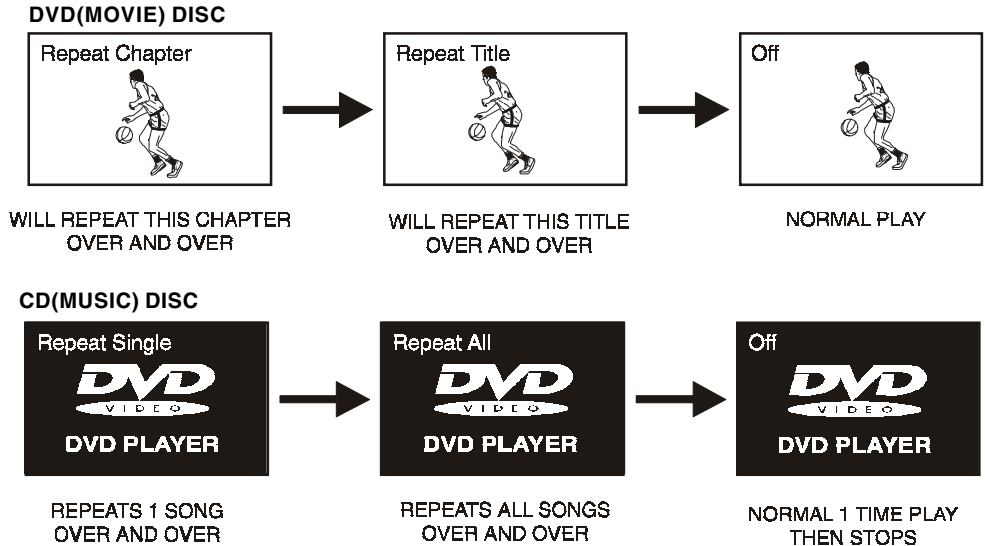 DVD(MOVIE) DISC
Repeat Chapter
Repeat Title
Off
WILL REPEAT THIS CHAPTER
OVER AND OVER
WILL REPEAT THIS TITLE
OVER AND OVER
NORMAL PLAY
CD(MUSIC) DISC
Repeat Single
DVD
VIDEO
DVD PLAYER
Repeat All
DVD
VIDEO
DVD PLAYER
Off
DVD
VIDEO
DVD PLAYER
REPEATS 1 SONG
OVER AND OVER
REPEATS ALL SONGS
OVER AND OVER
NORMAL 1 TIME PLAY
THEN STOPS